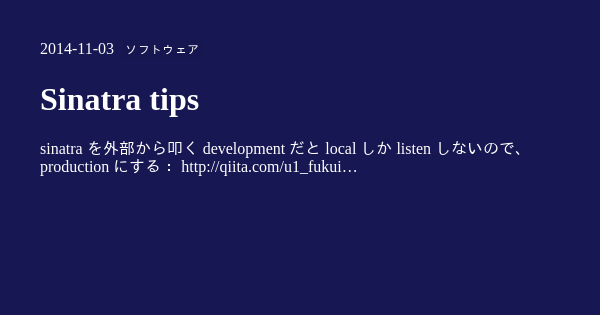 2014-11-03 ソフトウェア
Sinatra tips
sinatra を外部から叩く development だと local しか listen しないので、
production にする： http://qiita.com/u1_fukui…